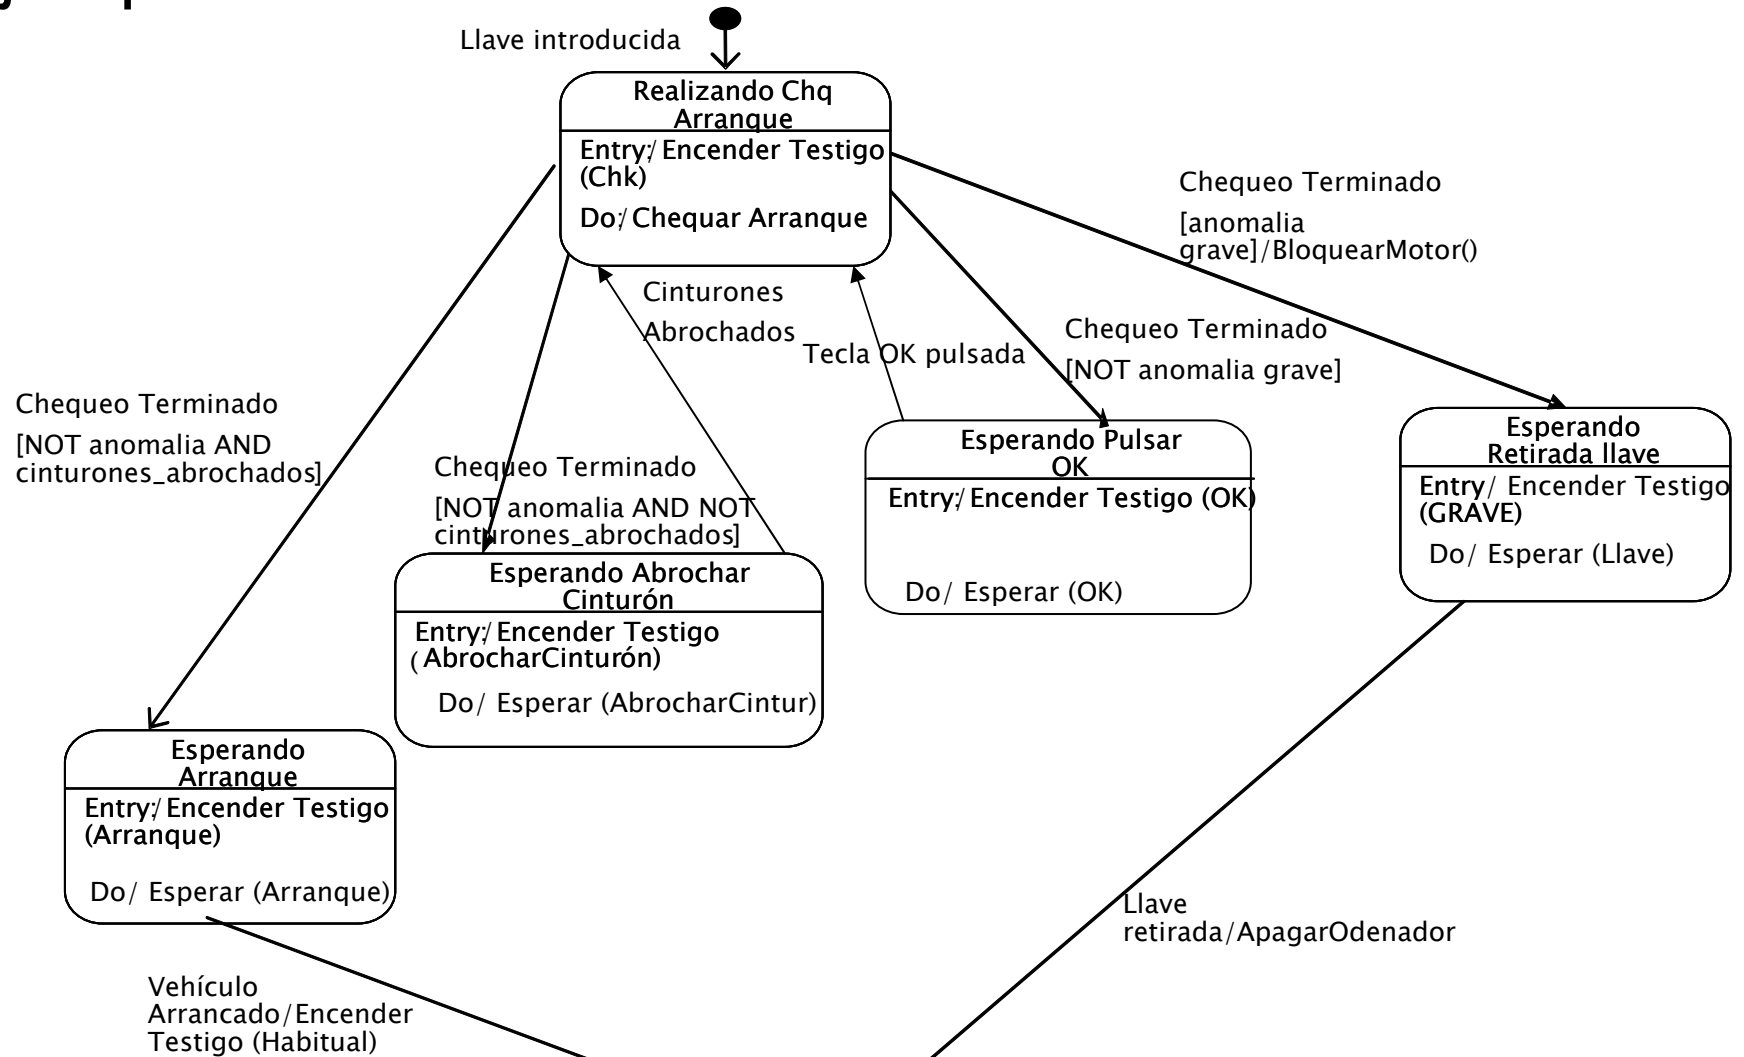 Llave introducida
Realizando Chq
Arranque
Entry:/ Encender Testigo
(Chk)
Do:/ Chequar Arranque
Chequeo Terminado
[anomalia
grave]/BloquearMotor()
Cinturones
Abrochados
Tecla OK pulsada
Chequeo Terminado
[NOT anomalia grave]
Chequeo Terminado
[NOT anomalia AND
cinturones_abrochados]
Chequeo Terminado
[NOT anomalia AND NOT
cinturones_abrochados]
Esperando Pulsar
OK
Entry:/ Encender Testigo (OK)
Do/ Esperar (OK)
Esperando
Retirada llave
Entry/ Encender Testigo
(GRAVE)
Do/ Esperar (Llave)
Esperando Abrochar
Cinturón
Entry:/ Encender Testigo
(AbrocharCinturón)
Do/ Esperar (AbrocharCintur)
Esperando
Arranque
Entry:/ Encender Testigo
(Arranque)
Do/ Esperar (Arranque)
Llave
retirada/ApagarOdenador
Vehículo
Arrancado/Encender
Testigo (Habitual)